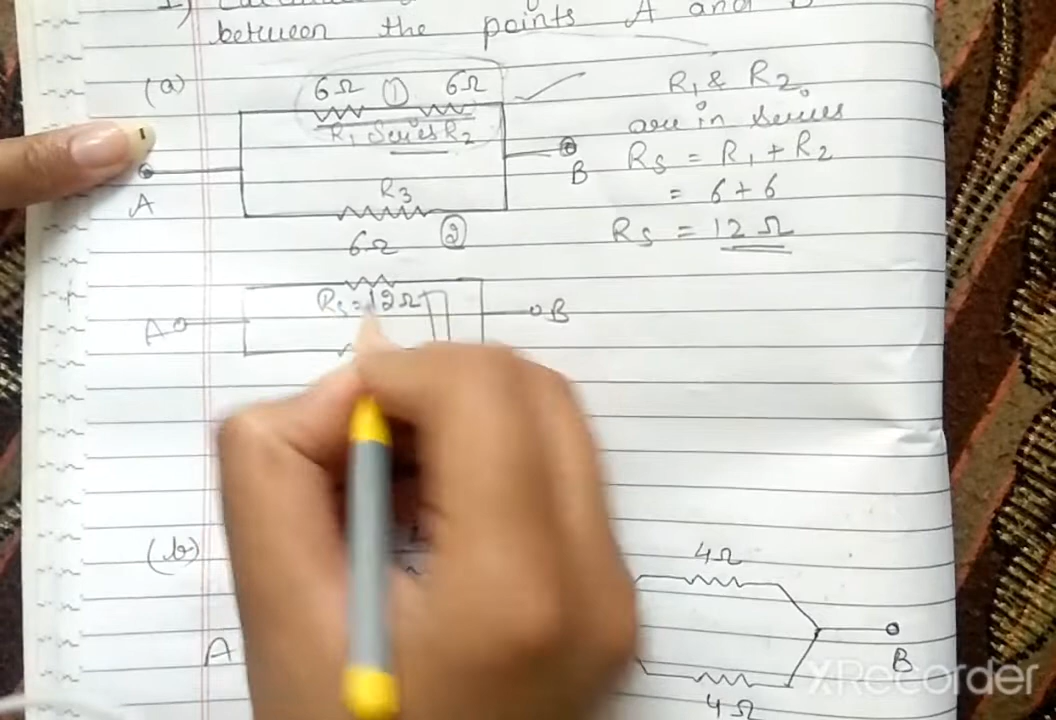 between the points A and
(a)
6Ω ① 6Ω
R₁ Series R₂
A
B
R₃
6Ω ②
R₁ & R₂
are in series
Rs = R₁ + R₂
= 6 + 6
Rs = 12 Ω
Rs = 12Ω
A
B
(b)
A
4Ω
B
4Ω
XRecorder